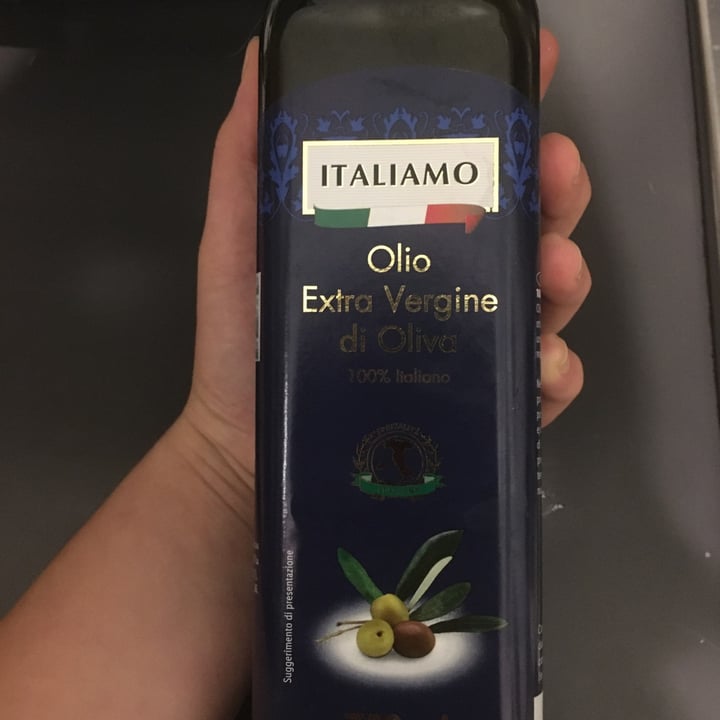 ITALIAMO
Olio
Extra Vergine
di Oliva
100% Italiano
Suggerimento di presentazione